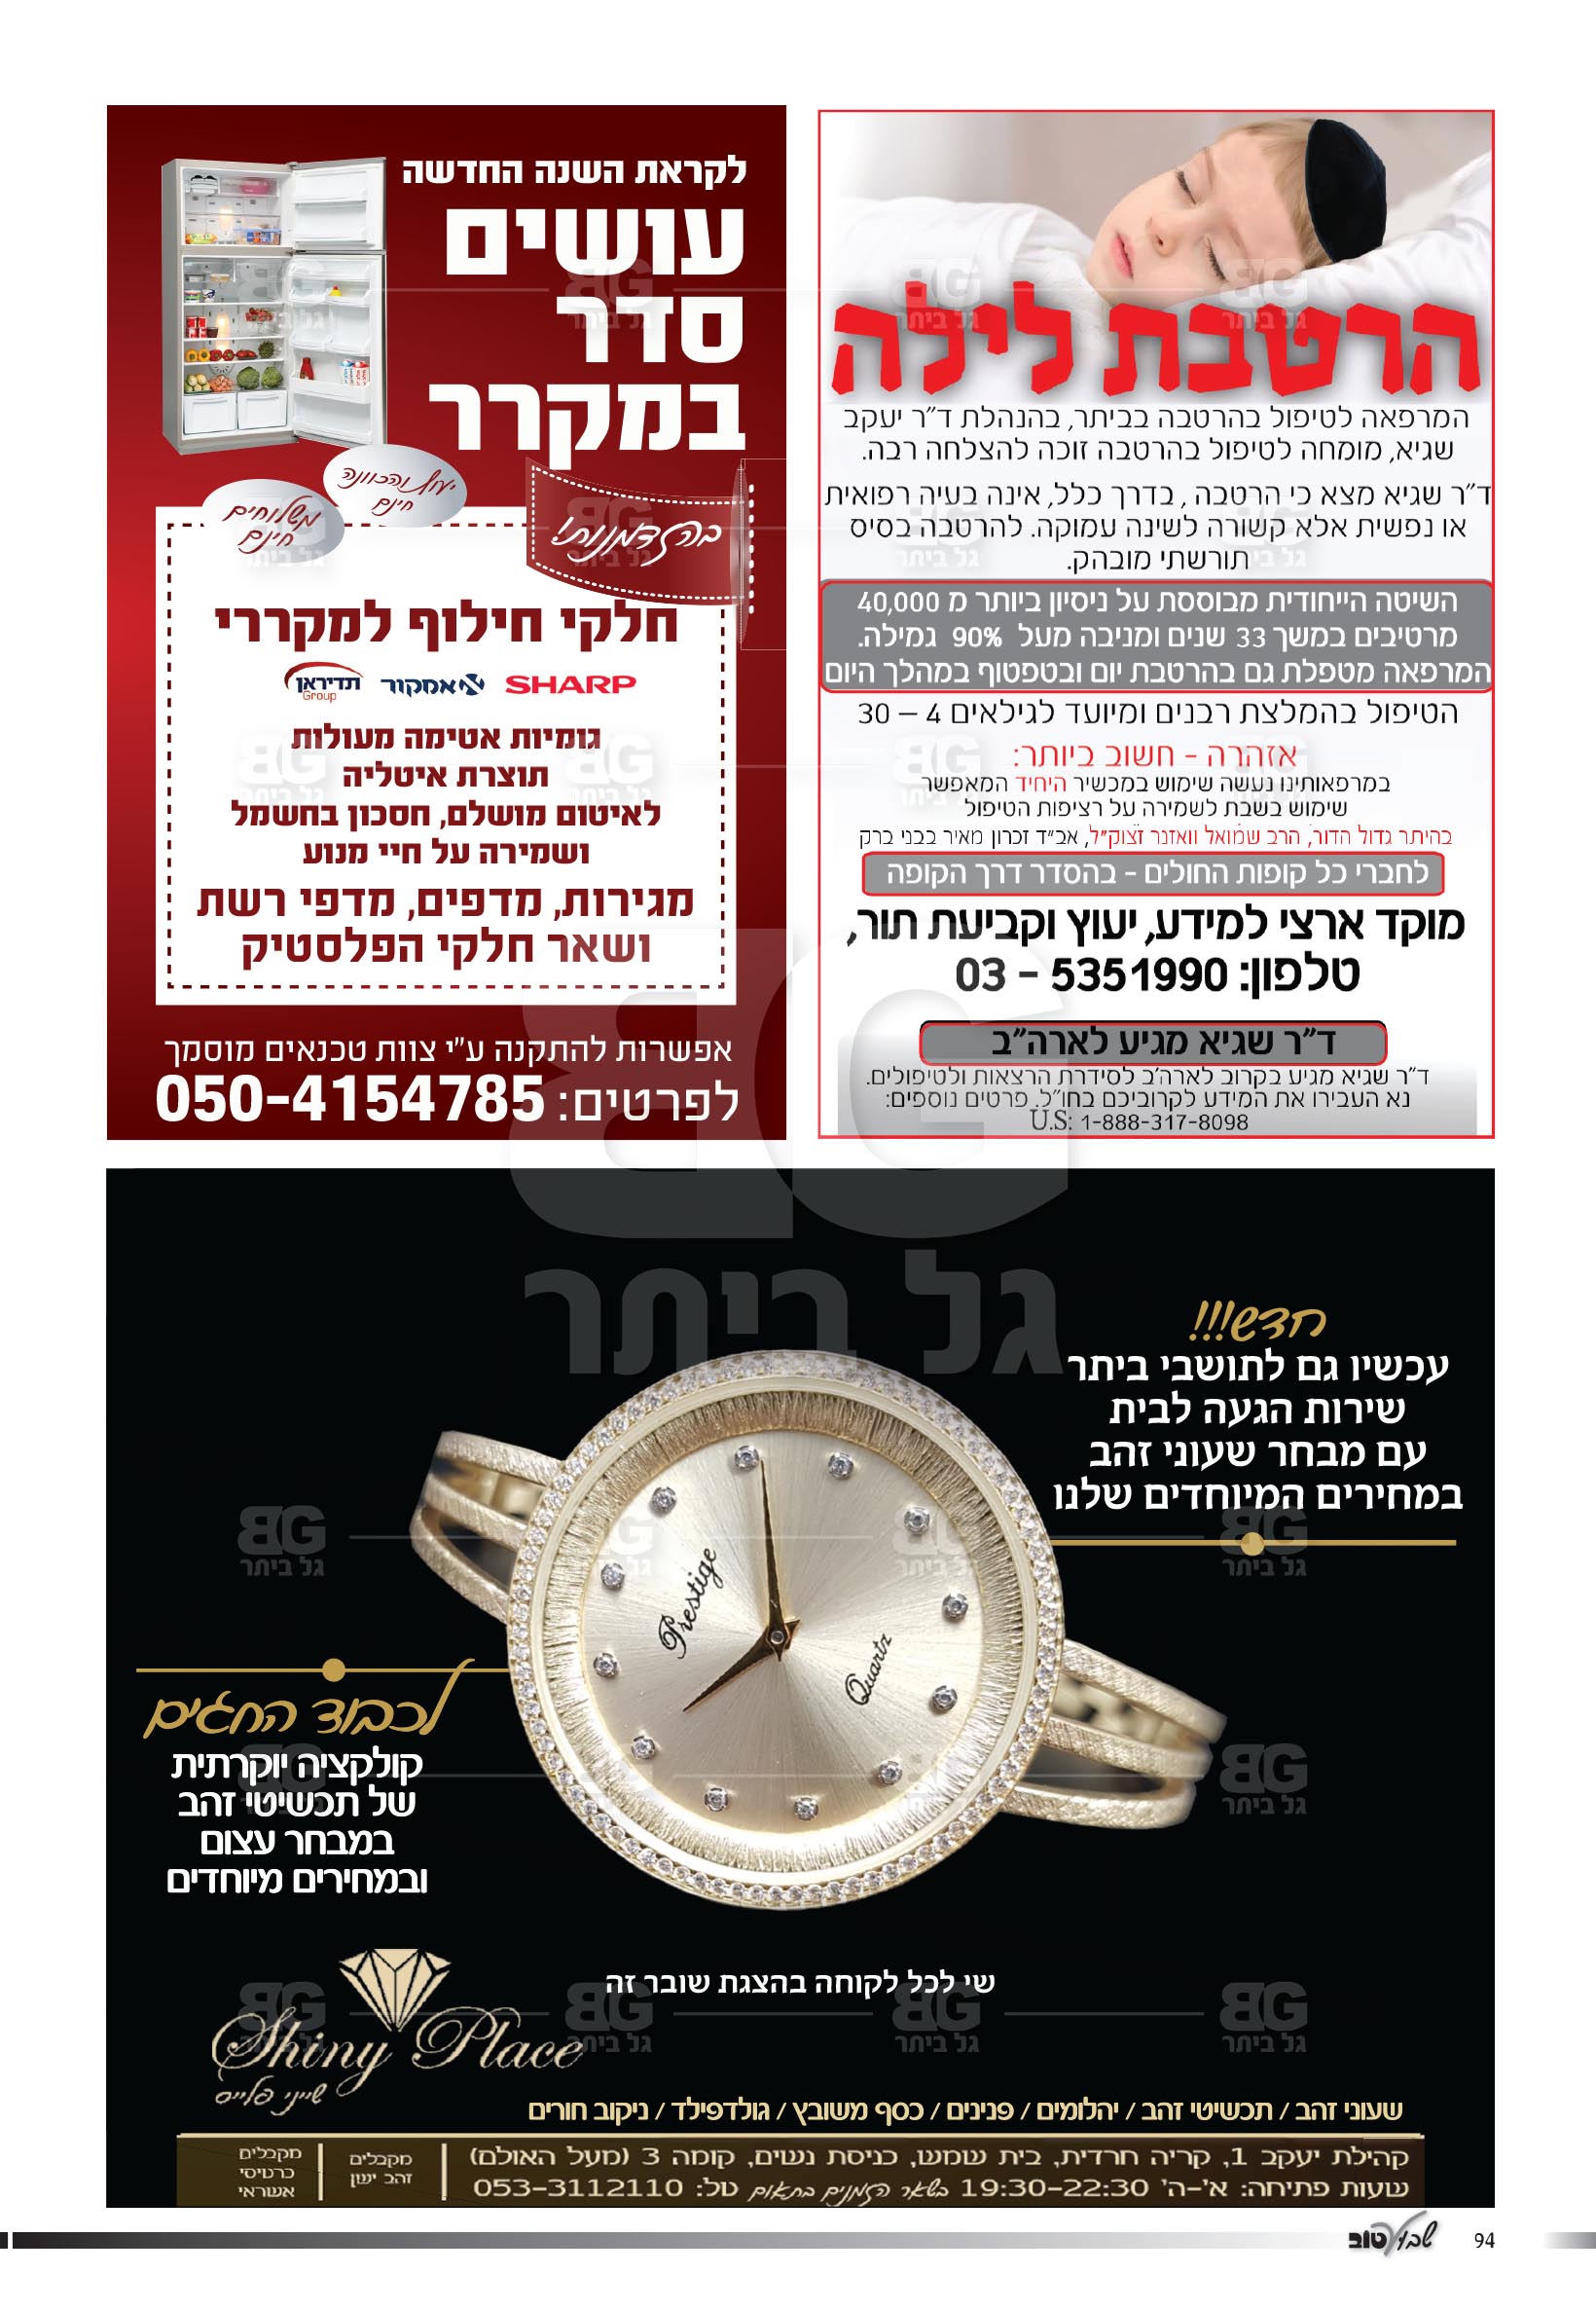 הרטבת לילה
המרפאה לטיפול בהרטבה בביתר, בהנהלת ד"ר יעקב
שגיא, מומחה לטיפול בהרטבה זוכה להצלחה רבה.
ד"ר שגיא מצא כי הרטבה, בדרך כלל, אינה בעיה רפואית
או נפשית אלא קשורה לשינה עמוקה. להרטבה בסיס
תורשתי מובהק.
השיטה הייחודית מבוססת על ניסיון ביותר מ 40,000
מרטיבים במשך 33 שנים ומניבה מעל 90% גמילה.
המרפאה מטפלת גם בהרטבת יום ובטפטוף במהלך היום
הטיפול בהמלצת רבנים ומיועד לגילאים 4 – 30
אזהרה - חשוב ביותר:
במרפאותינו נעשה שימוש במכשיר היחיד המאפשר
שימוש בשבת לשמירה על רציפות הטיפול
בהיתר גדול הדור, הרב שמואל וואזנר זצוק"ל, אב"ד זכרון מאיר בבני ברק
לחברי כל קופות החולים - בהסדר דרך הקופה
מוקד ארצי למידע, יעוץ וקביעת תור,
טלפון: 03 - 5351990
ד"ר שגיא מגיע לארה"ב
ד"ר שגיא מגיע בקרוב לארה'ב לסידרת הרצאות ולטיפולים.
נא העבירו את המידע לקרוביכם בחו"ל. פרטים נוספים:
U.S: 1-888-317-8098
לקראת השנה החדשה
עושים
סדר
במקרר
יעוץ והכוונה
חינם
משלוחים
חינם
בהזדמנות!
חלקי חילוף למקררי
SHARP אמקור תדיראן
Group
גומיות אטימה מעולות
תוצרת איטליה
לאיטום מושלם, חסכון בחשמל
ושמירה על חיי מנוע
מגירות, מדפים, מדפי רשת
ושאר חלקי הפלסטיק
אפשרות להתקנה ע"י צוות טכנאים מוסמך
לפרטים: 050-4154785
BG
גל ביתר
חדש!!!
עכשיו גם לתושבי ביתר
שירות הגעה לבית
עם מבחר שעוני זהב
במחירים המיוחדים שלנו
Prestige
Quartz
לכבוד החגים
קולקציה יוקרתית
של תכשיטי זהב
במבחר עצום
ובמחירים מיוחדים
שי לכל לקוחה בהצגת שובר זה
Shiny Place
שייני פלייס
שעוני זהב / תכשיטי זהב / יהלומים / פנינים / כסף משובץ / גולדפילד / ניקוב חורים
קהילת יעקב 1, קריה חרדית, בית שמש, כניסת נשים, קומה 3 (מעל האולם)
שעות פתיחה: א'-ה' 19:30-22:30 בשאר הזמנים בתאום טל: 053-3112110
מקבלים
זהב ישן
מקבלים
כרטיסי
אשראי
שבוע טוב
94